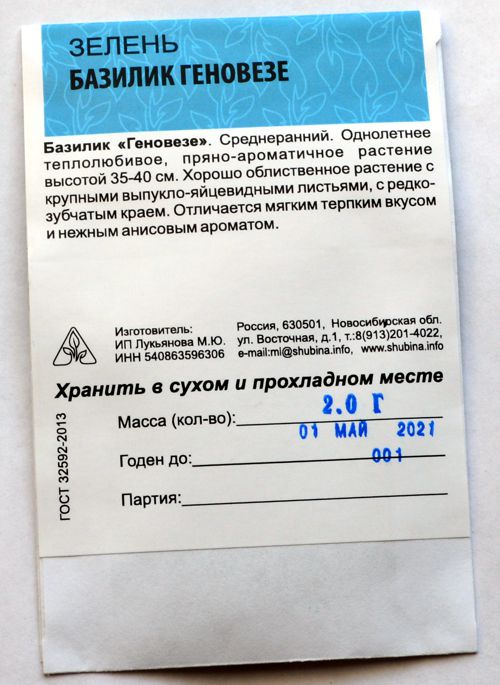 ЗЕЛЕНЬ
БАЗИЛИК ГЕНОВЕЗЕ
Базилик «Геновезе». Среднеранний. Однолетнее
теплолюбивое, пряно-ароматичное растение
высотой 35-40 см. Хорошо облиственное растение с
крупными выпукло-яйцевидными листьями, с редко-
зубчатым краем. Отличается мягким терпким вкусом
и нежным анисовым ароматом.
Изготовитель:
ИП Лукьянова М.Ю.
ИНН 540863596306
Россия, 630501, Новосибирская обл.
ул. Восточная, д.1, т.:8(913)201-4022,
e-mail:ml@shubina.info, www.shubina.info
Хранить в сухом и прохладном месте
Масса (кол-во): 2.0 Г
01 МАЙ 2021
Годен до: 001
Партия:
ГОСТ 32592-2013